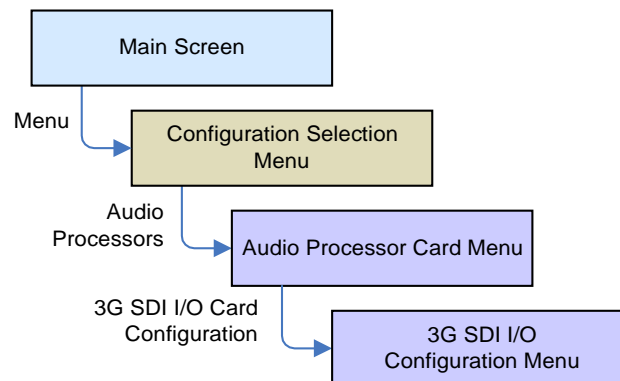 Main Screen
Menu
Configuration Selection
Menu
Audio
Processors
Audio Processor Card Menu
3G SDI I/O Card
Configuration
3G SDI I/O
Configuration Menu